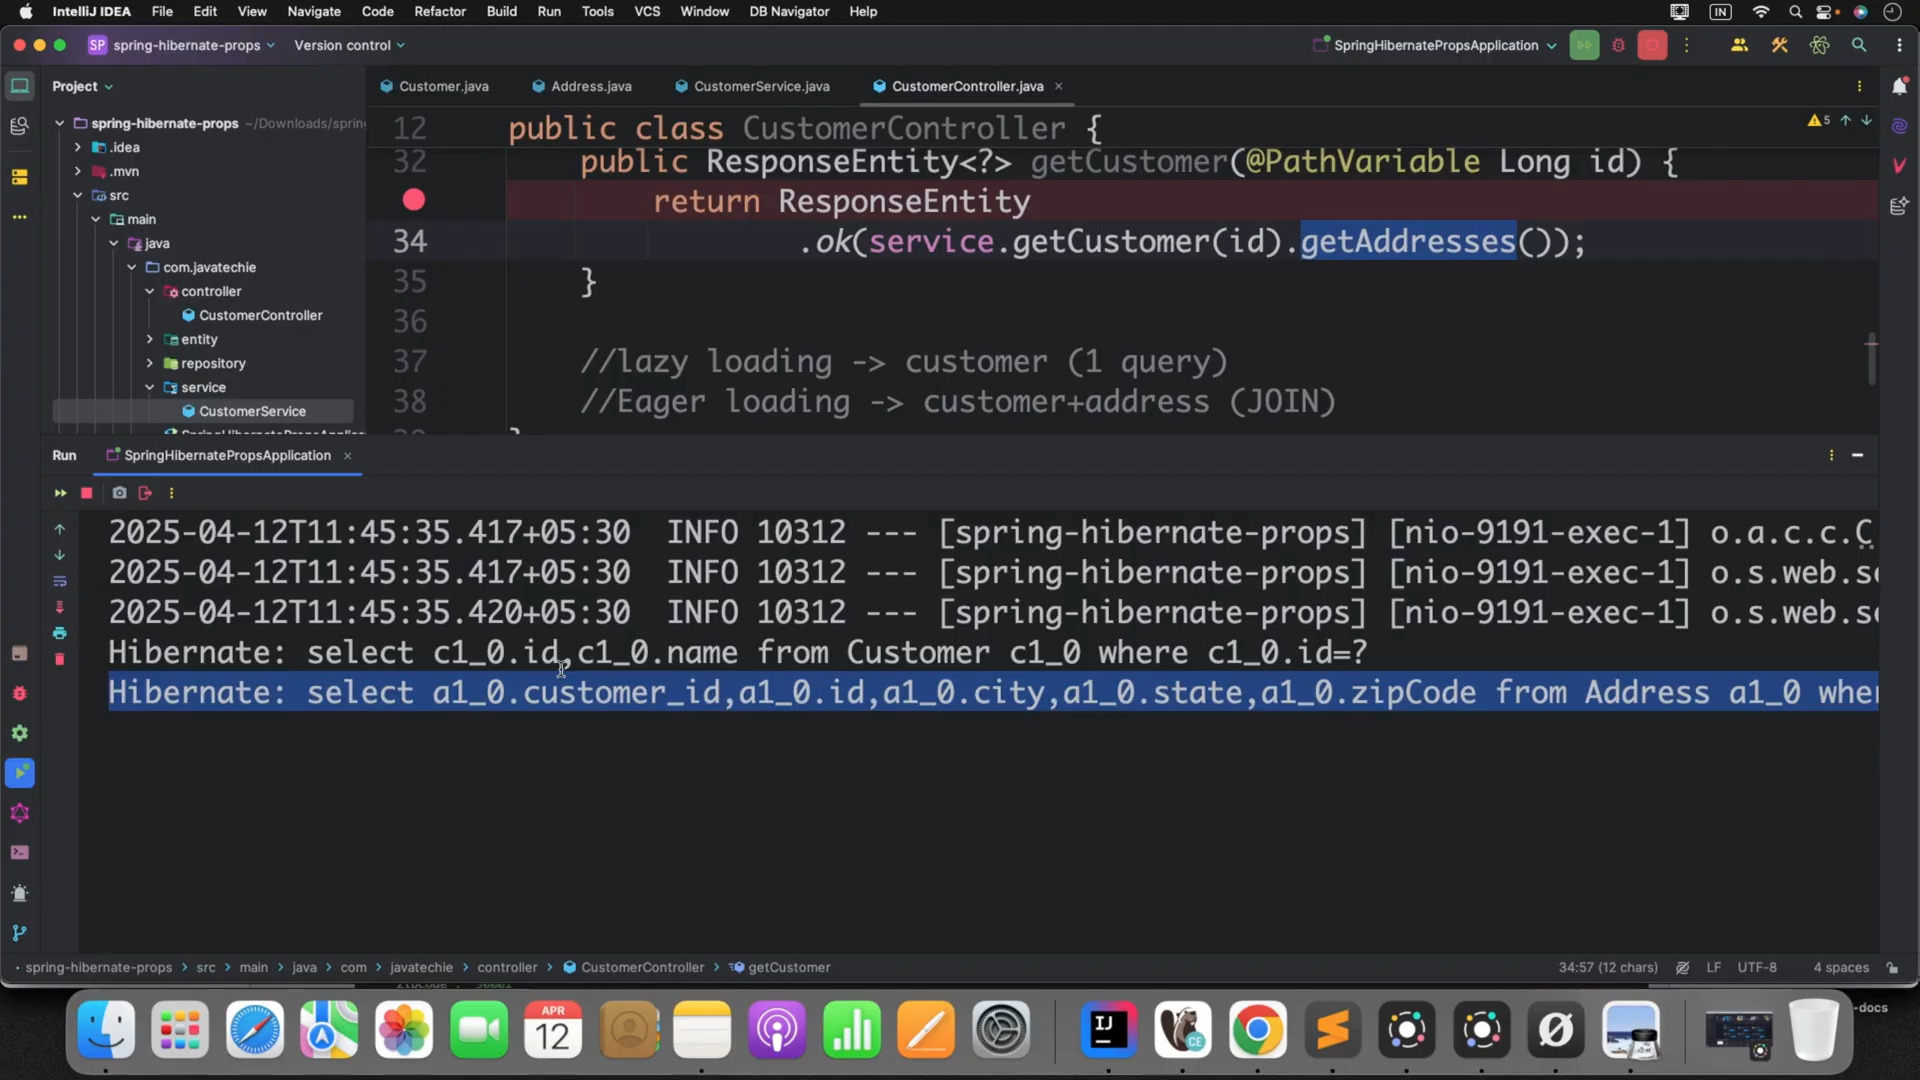 IntelliJ IDEA File Edit View Navigate Code Refactor Build Run Tools VCS Window DB Navigator Help IN
SP spring-hibernate-props Version control SpringHibernatePropsApplication
Project Customer.java Address.java CustomerService.java CustomerController.java
spring-hibernate-props ~/Downloads/sprin
.idea
.mvn
src
main
java
com.javatechie
controller
CustomerController
entity
repository
service
CustomerService
12 public class CustomerController {
5
32 public ResponseEntity<?> getCustomer(@PathVariable Long id) {
return ResponseEntity
34 .ok(service.getCustomer(id).getAddresses());
35 }
36
37 //lazy loading -> customer (1 query)
38 //Eager loading -> customer+address (JOIN)
Run SpringHibernatePropsApplication
2025-04-12T11:45:35.417+05:30 INFO 10312 --- [spring-hibernate-props] [nio-9191-exec-1] o.a.c.c.C
2025-04-12T11:45:35.417+05:30 INFO 10312 --- [spring-hibernate-props] [nio-9191-exec-1] o.s.web.se
2025-04-12T11:45:35.420+05:30 INFO 10312 --- [spring-hibernate-props] [nio-9191-exec-1] o.s.web.se
Hibernate: select c1_0.id,c1_0.name from Customer c1_0 where c1_0.id=?
Hibernate: select a1_0.customer_id,a1_0.id,a1_0.city,a1_0.state,a1_0.zipCode from Address a1_0 wher
spring-hibernate-props > src > main > java > com > javatechie > controller > CustomerController > getCustomer 34:57 (12 chars) LF UTF-8 4 spaces
APR
12
IJ
CE
-docs